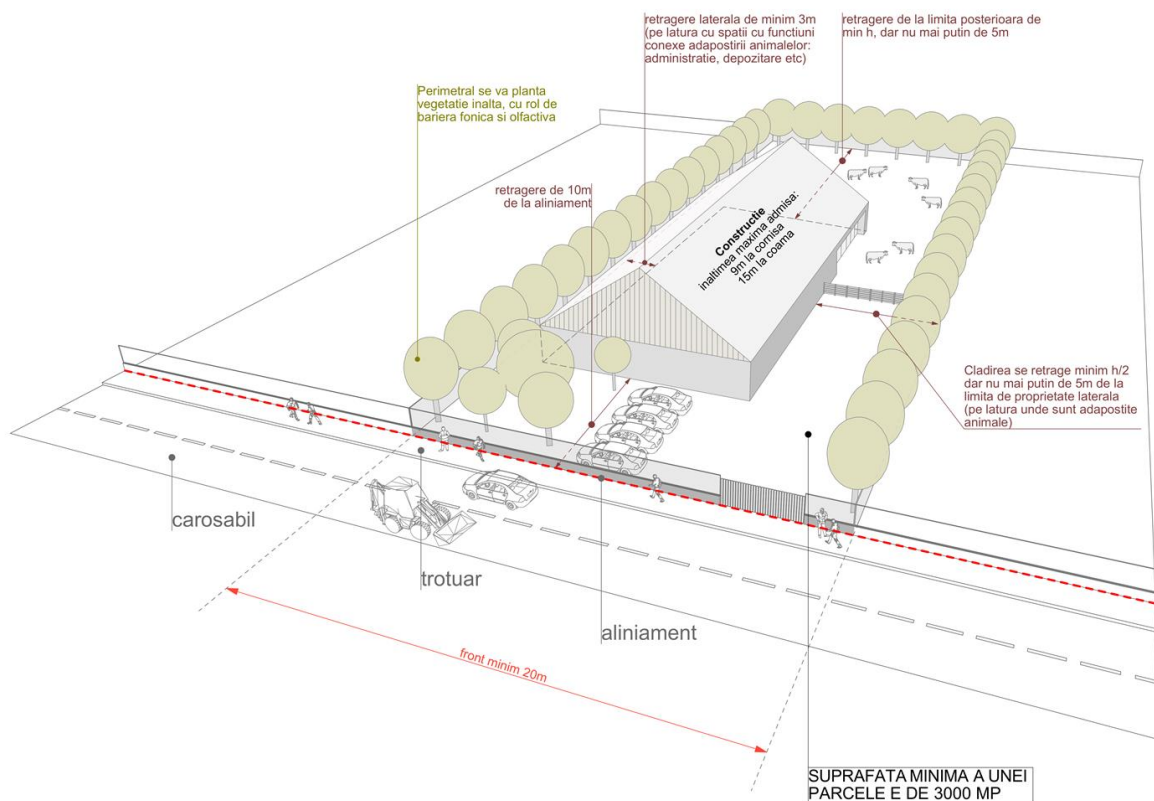 retragere laterala de minim 3m
(pe latura cu spatii cu functiuni
conexe adapostirii animalelor:
administratie, depozitare etc)
retragere de la limita posterioara de
min h, dar nu mai putin de 5m
Perimetral se va planta
vegetatie inalta, cu rol de
bariera fonica si olfactiva
retragere de 10m
de la aliniament
Constructie
inaltimea maxima admisa:
9m la cornisa
15m la coama
Cladirea se retrage minim h/2
dar nu mai putin de 5m de la
limita de proprietate laterala
(pe latura unde sunt adapostite
animale)
carosabil
trotuar
aliniament
front minim 20m
SUPRAFATA MINIMA A UNEI
PARCELE E DE 3000 MP